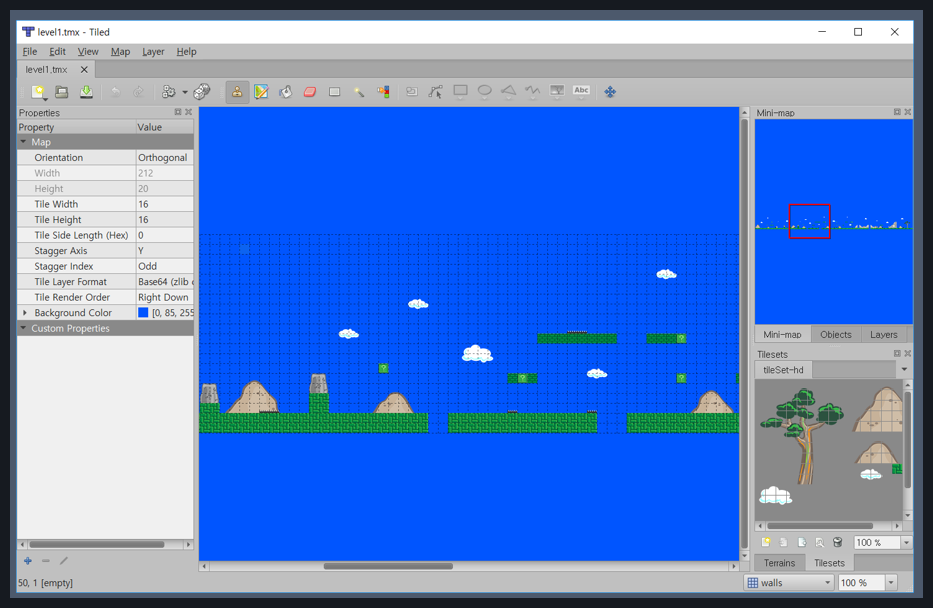 level1.tmx - Tiled
File Edit View Map Layer Help
level1.tmx
Abc
Properties
Property Value
Map
Orientation Orthogonal
Width 212
Height 20
Tile Width 16
Tile Height 16
Tile Side Length (Hex) 0
Stagger Axis Y
Stagger Index Odd
Tile Layer Format Base64 (zlib c
Tile Render Order Right Down
Background Color [0, 85, 255
Custom Properties
50, 1 [empty]
?
?
?
?
Mini-map
Mini-map Objects Layers
Tilesets
tileSet-hd
100 %
Terrains Tilesets
walls 100 %